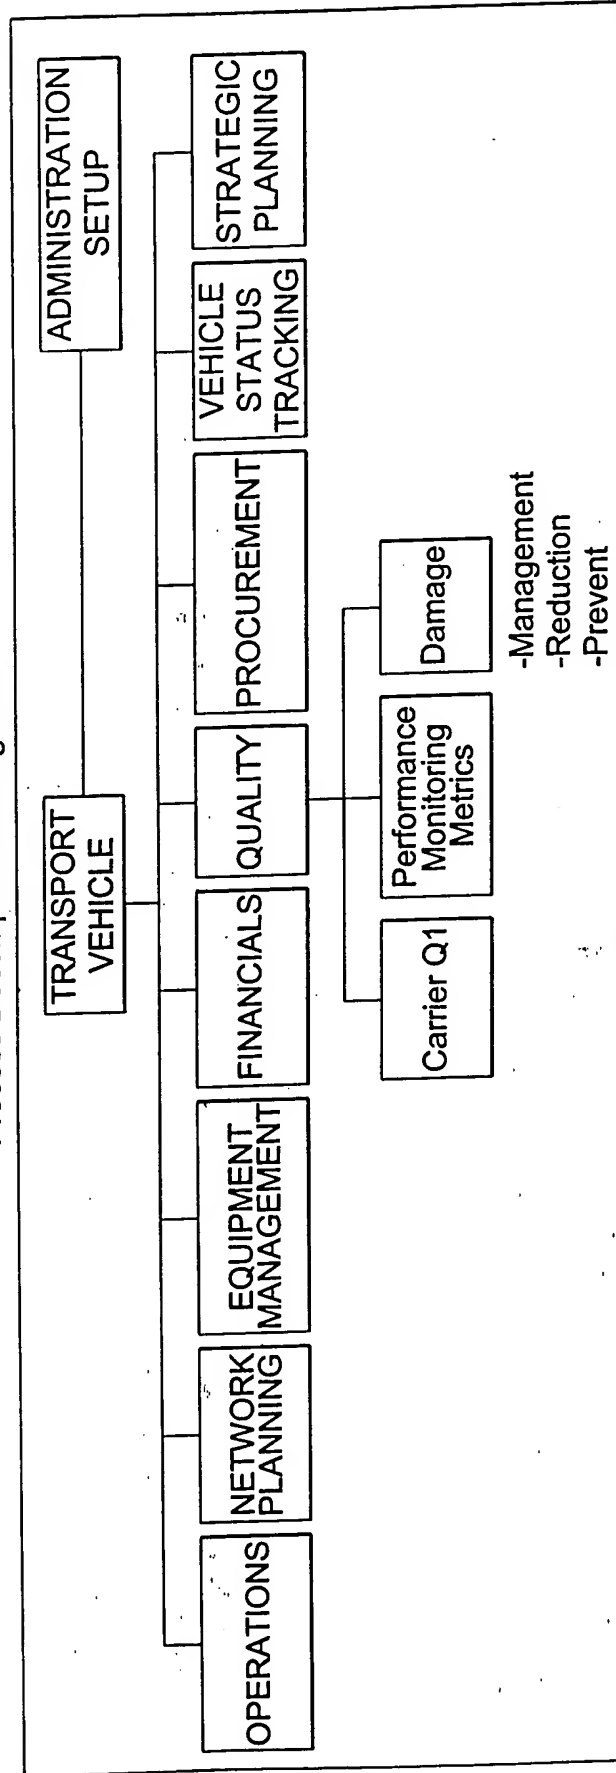 TRANSPORT
VEHICLE
ADMINISTRATION
SETUP
OPERATIONS
NETWORK
PLANNING
EQUIPMENT
MANAGEMENT
FINANCIALS
QUALITY
PROCUREMENT
VEHICLE
STATUS
TRACKING
STRATEGIC
PLANNING
Carrier Q1
Performance
Monitoring
Metrics
Damage
-Management
-Reduction
-Prevent